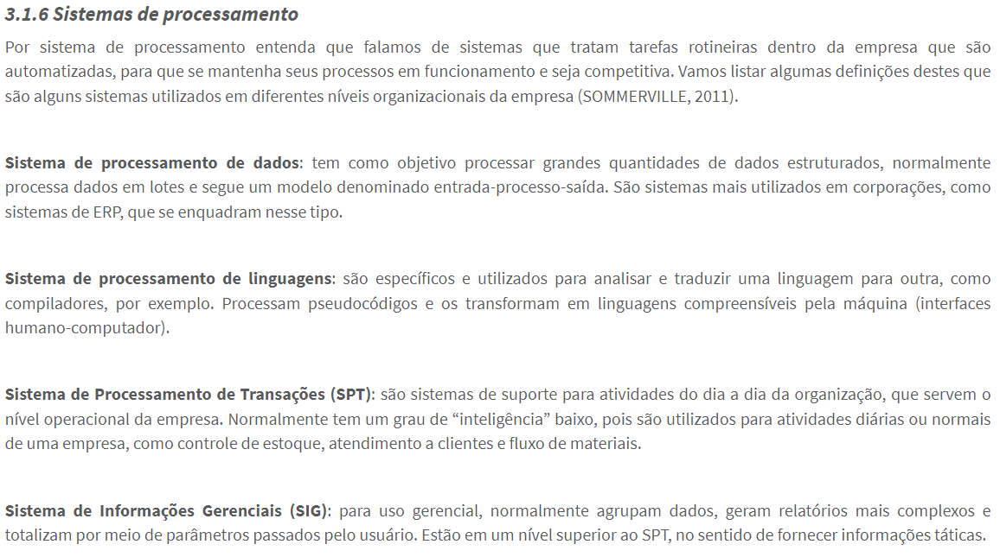 3.1.6 Sistemas de processamento
Por sistema de processamento entenda que falamos de sistemas que tratam tarefas rotineiras dentro da empresa que são
automatizadas, para que se mantenha seus processos em funcionamento e seja competitiva. Vamos listar algumas definições destes que
são alguns sistemas utilizados em diferentes níveis organizacionais da empresa (SOMMERVILLE, 2011).
Sistema de processamento de dados: tem como objetivo processar grandes quantidades de dados estruturados, normalmente
processa dados em lotes e segue um modelo denominado entrada-processo-saída. São sistemas mais utilizados em corporações, como
sistemas de ERP, que se enquadram nesse tipo.
Sistema de processamento de linguagens: são específicos e utilizados para analisar e traduzir uma linguagem para outra, como
compiladores, por exemplo. Processam pseudocódigos e os transformam em linguagens compreensíveis pela máquina (interfaces
humano-computador).
Sistema de Processamento de Transações (SPT): são sistemas de suporte para atividades do dia a dia da organização, que servem o
nível operacional da empresa. Normalmente tem um grau de “inteligência” baixo, pois são utilizados para atividades diárias ou normais
de uma empresa, como controle de estoque, atendimento a clientes e fluxo de materiais.
Sistema de Informações Gerenciais (SIG): para uso gerencial, normalmente agrupam dados, geram relatórios mais complexos e
totalizam por meio de parâmetros passados pelo usuário. Estão em um nível superior ao SPT, no sentido de fornecer informações táticas.